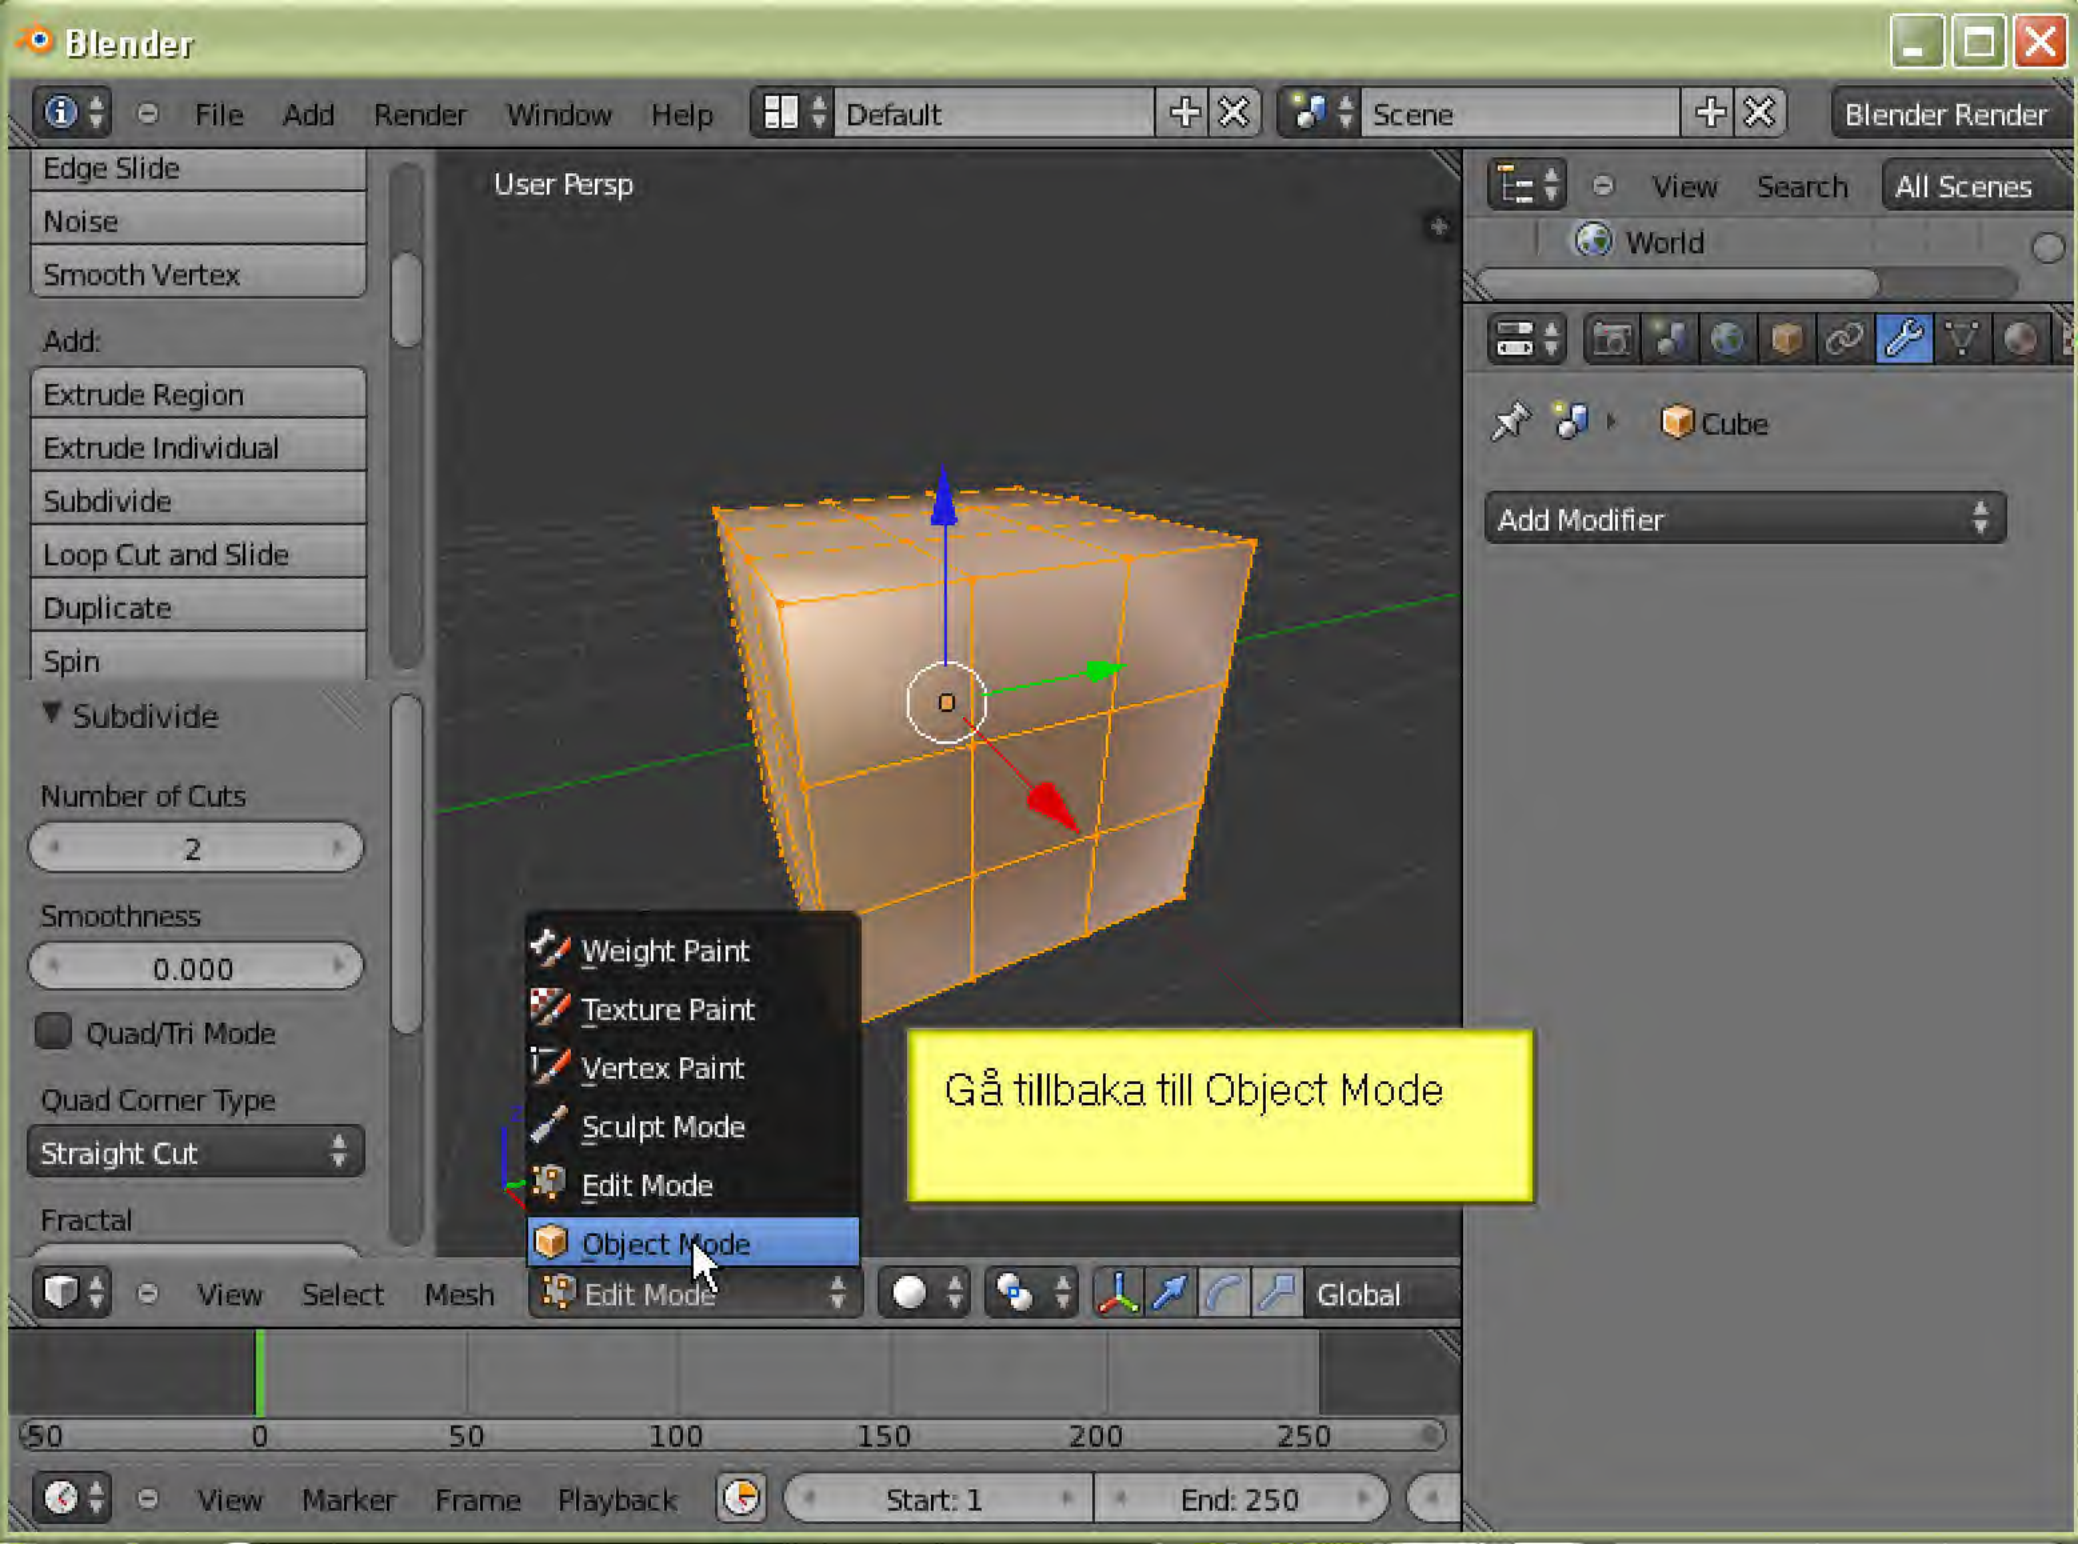 Blender
File Add Render Window Help Default Scene Blender Render
Edge Slide
Noise
Smooth Vertex
Add:
Extrude Region
Extrude Individual
Subdivide
Loop Cut and Slide
Duplicate
Spin
Subdivide
Number of Cuts
2
Smoothness
0.000
Quad/Tri Mode
Quad Corner Type
Straight Cut
Fractal
User Persp
Weight Paint
Texture Paint
Vertex Paint
Sculpt Mode
Edit Mode
Object Mode
Gå tillbaka till Object Mode
View Search All Scenes
World
Cube
Add Modifier
View Select Mesh Edit Mode Global
-50 0 50 100 150 200 250
View Marker Frame Playback Start: 1 End: 250